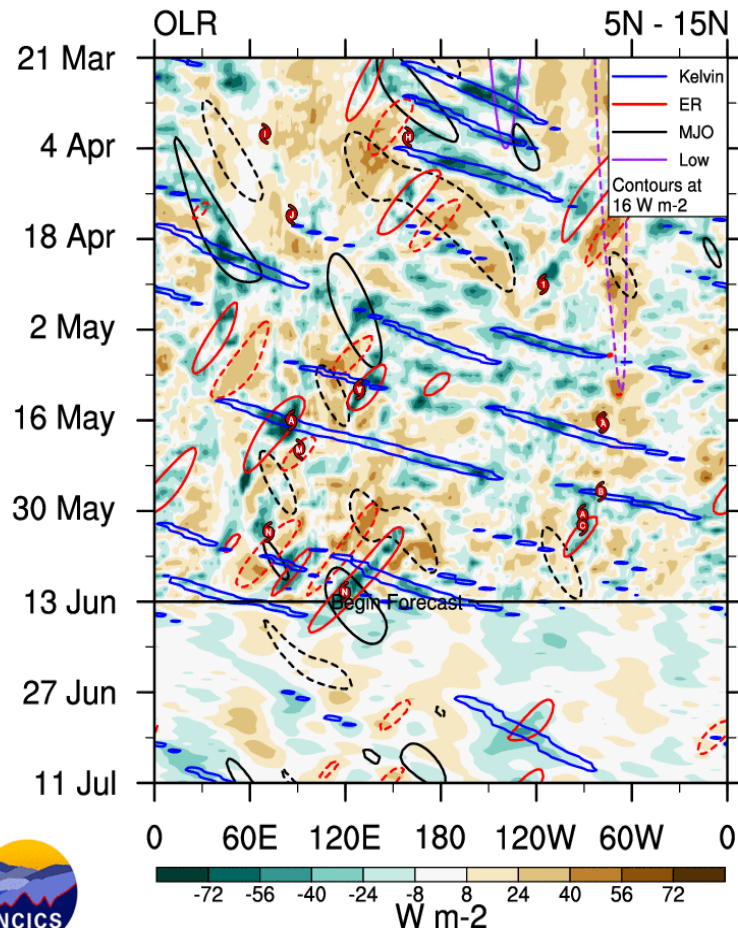 OLR 5N - 15N
21 Mar
4 Apr
18 Apr
2 May
16 May
30 May
13 Jun
27 Jun
11 Jul
Kelvin
ER
MJO
Low
Contours at
16 W m-2
I
H
J
1
V
A
A
M
B
A
C
N
N
Begin Forecast
0 60E 120E 180 120W 60W 0
-72 -56 -40 -24 -8 8 24 40 56 72
W m-2
NCICS